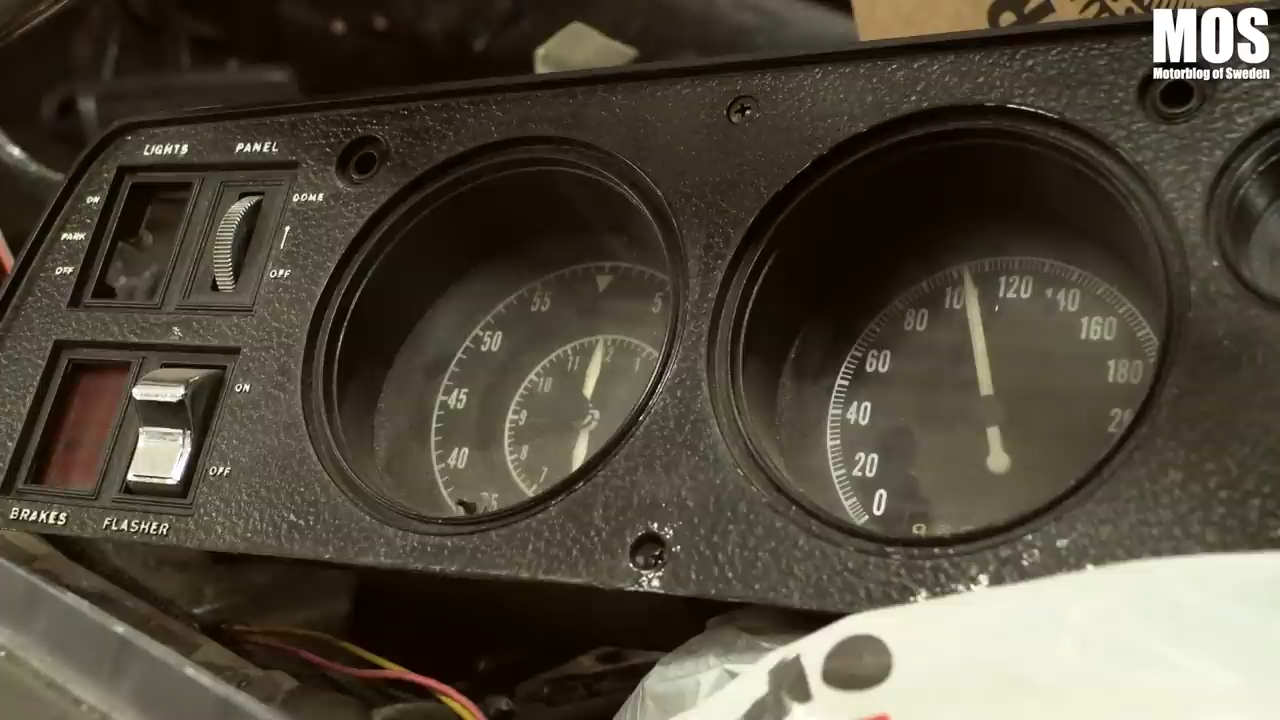 MOS
Motorblog of Sweden
LIGHTS PANEL
ON
PARK
OFF
DOME
OFF
ON
OFF
BRAKES FLASHER
55
5
50
45
40
11
12
1
10
9
8
7
0
20
40
60
80
120
140
160
180